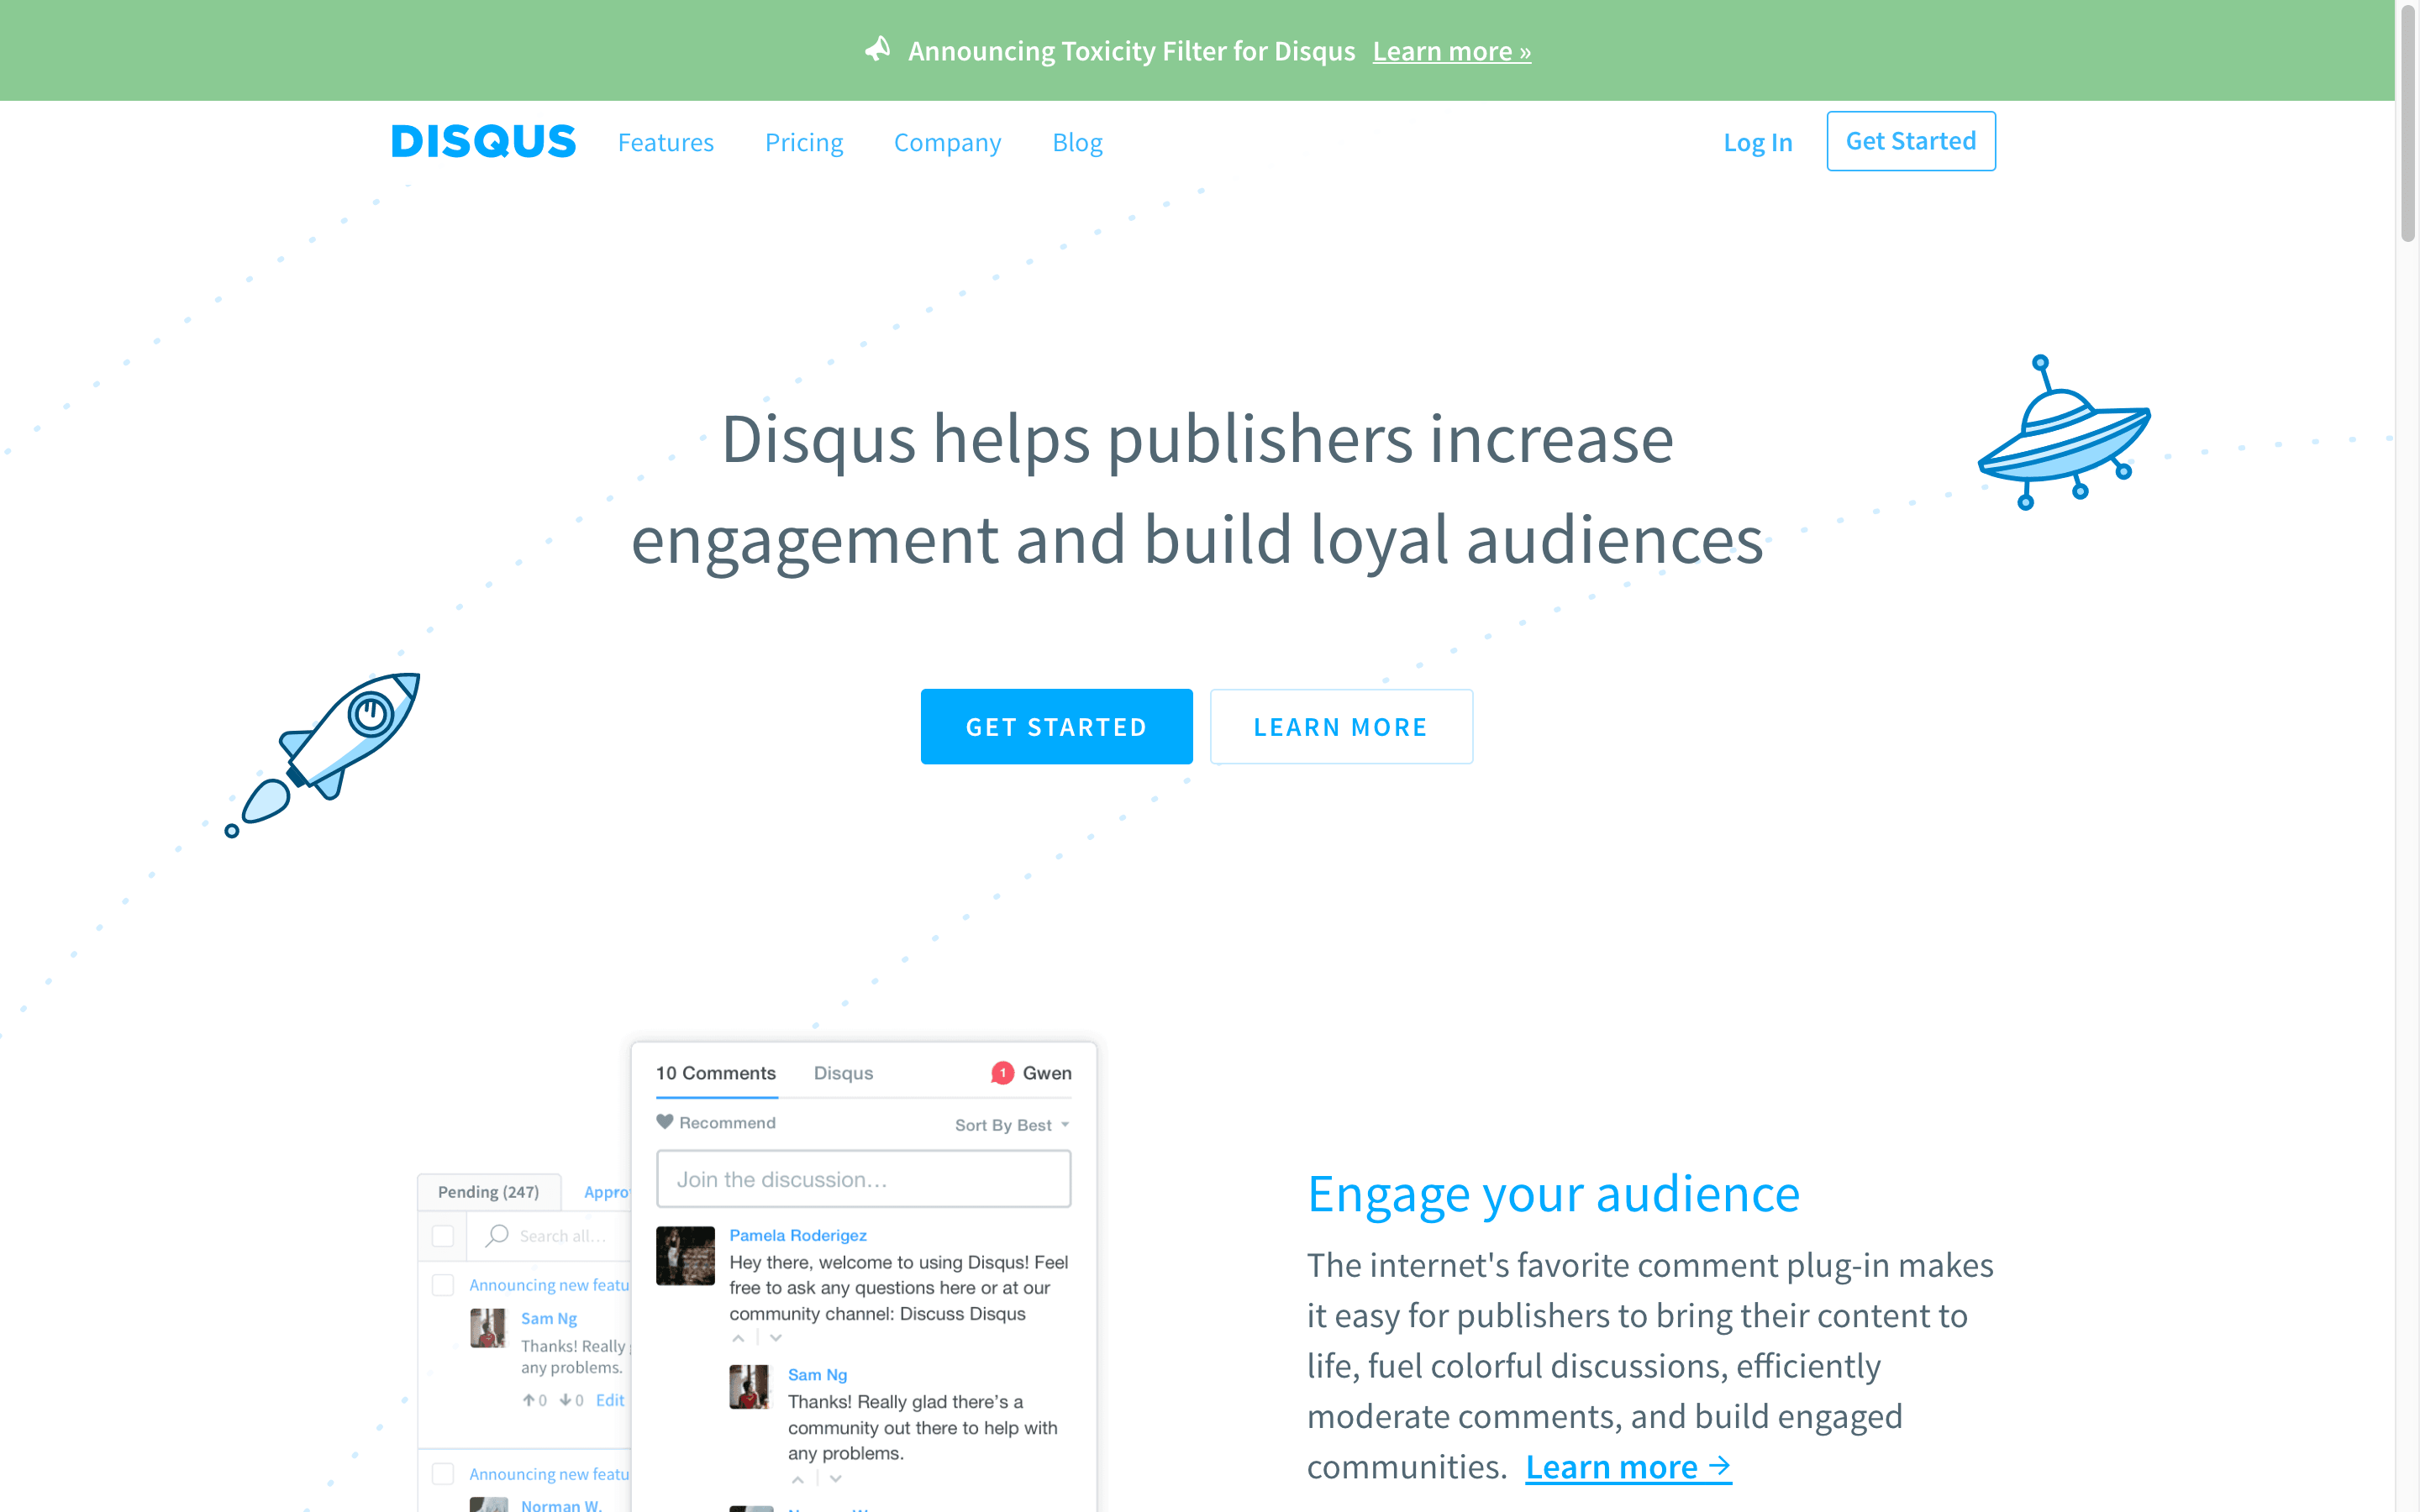 Announcing Toxicity Filter for Disqus Learn more »
DISQUS Features Pricing Company Blog Log In Get Started
Disqus helps publishers increase
engagement and build loyal audiences
GET STARTED LEARN MORE
10 Comments Disqus 1 Gwen
Recommend Sort By Best
Join the discussion...
Pamela Roderigez
Hey there, welcome to using Disqus! Feel
free to ask any questions here or at our
community channel: Discuss Disqus
Sam Ng
Thanks! Really glad there's a
community out there to help with
any problems.
Pending (247)
Search all...
Announcing new featu
Sam Ng
Thanks! Really
any problems.
0 0 Edit
Announcing new featu
Norman W.
Engage your audience
The internet's favorite comment plug-in makes
it easy for publishers to bring their content to
life, fuel colorful discussions, efficiently
moderate comments, and build engaged
communities. Learn more →